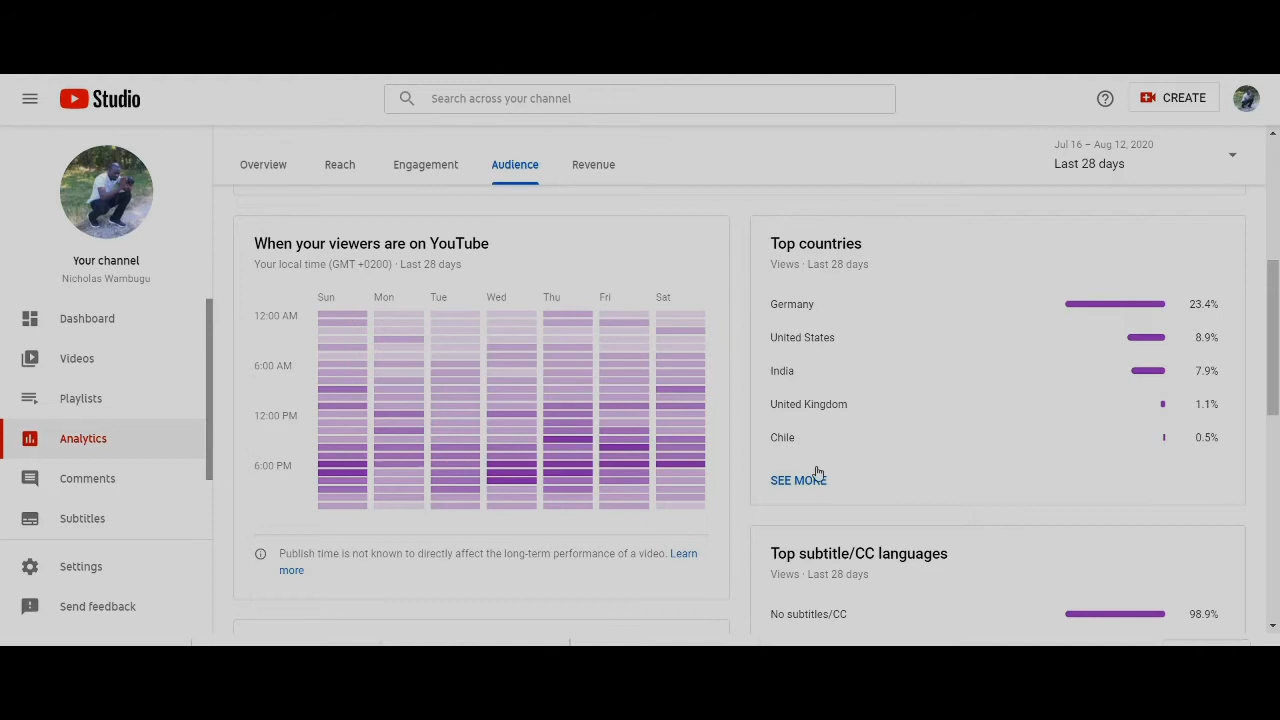 Studio
Search across your channel
CREATE
Your channel
Nicholas Wambugu
Dashboard
Videos
Playlists
Analytics
Comments
Subtitles
Settings
Send feedback
Overview
Reach
Engagement
Audience
Revenue
Jul 16 – Aug 12, 2020
Last 28 days
When your viewers are on YouTube
Your local time (GMT +0200) · Last 28 days
Sun Mon Tue Wed Thu Fri Sat
12:00 AM
6:00 AM
12:00 PM
6:00 PM
Publish time is not known to directly affect the long-term performance of a video. Learn
more
Top countries
Views · Last 28 days
Germany 23.4%
United States 8.9%
India 7.9%
United Kingdom 1.1%
Chile 0.5%
SEE MORE
Top subtitle/CC languages
Views · Last 28 days
No subtitles/CC 98.9%